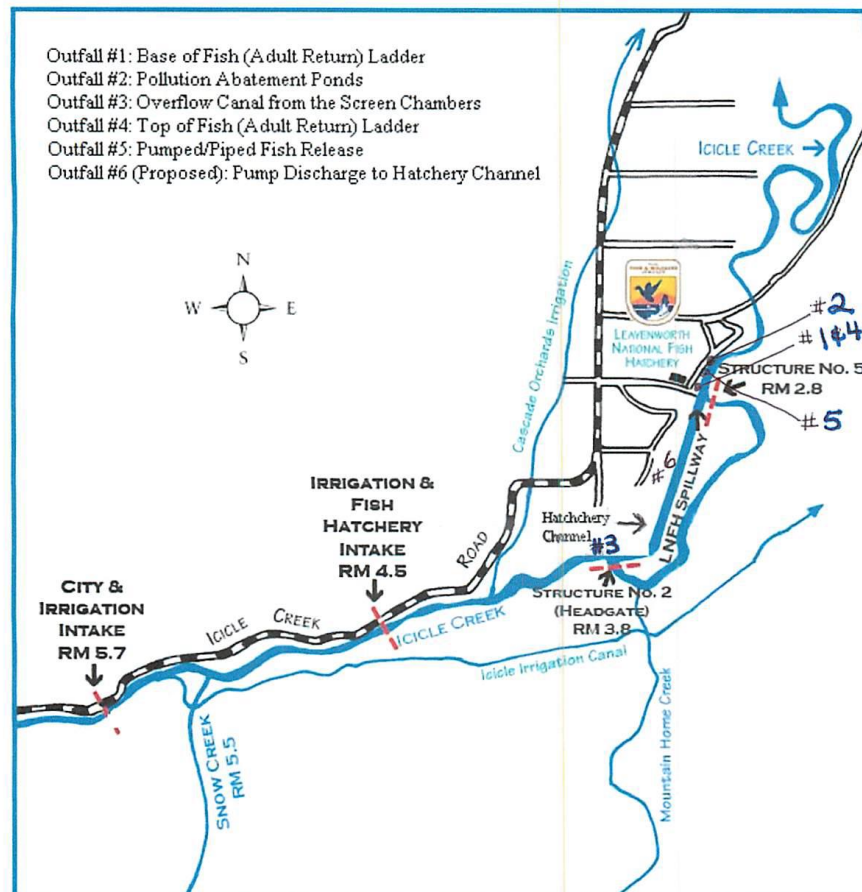 Outfall #1: Base of Fish (Adult Return) Ladder
Outfall #2: Pollution Abatement Ponds
Outfall #3: Overflow Canal from the Screen Chambers
Outfall #4: Top of Fish (Adult Return) Ladder
Outfall #5: Pumped/Piped Fish Release
Outfall #6 (Proposed): Pump Discharge to Hatchery Channel
ICICLE CREEK
N
W
E
S
Cascade Orchards Irrigation
LEAVENWORTH
NATIONAL FISH
HATCHERY
#2
#1&4
STRUCTURE NO. 5
RM 2.8
#5
#6
LNFH SPILLWAY
IRRIGATION &
FISH
HATCHERY
INTAKE
RM 4.5
ROAD
Hatchchery
Channel
#3
STRUCTURE NO. 2
(HEADGATE)
RM 3.8
CITY &
IRRIGATION
INTAKE
RM 5.7
ICICLE CREEK
ICICLE CREEK
Icicle Irrigation Canal
SNOW CREEK
RM 5.5
Mountain Home Creek